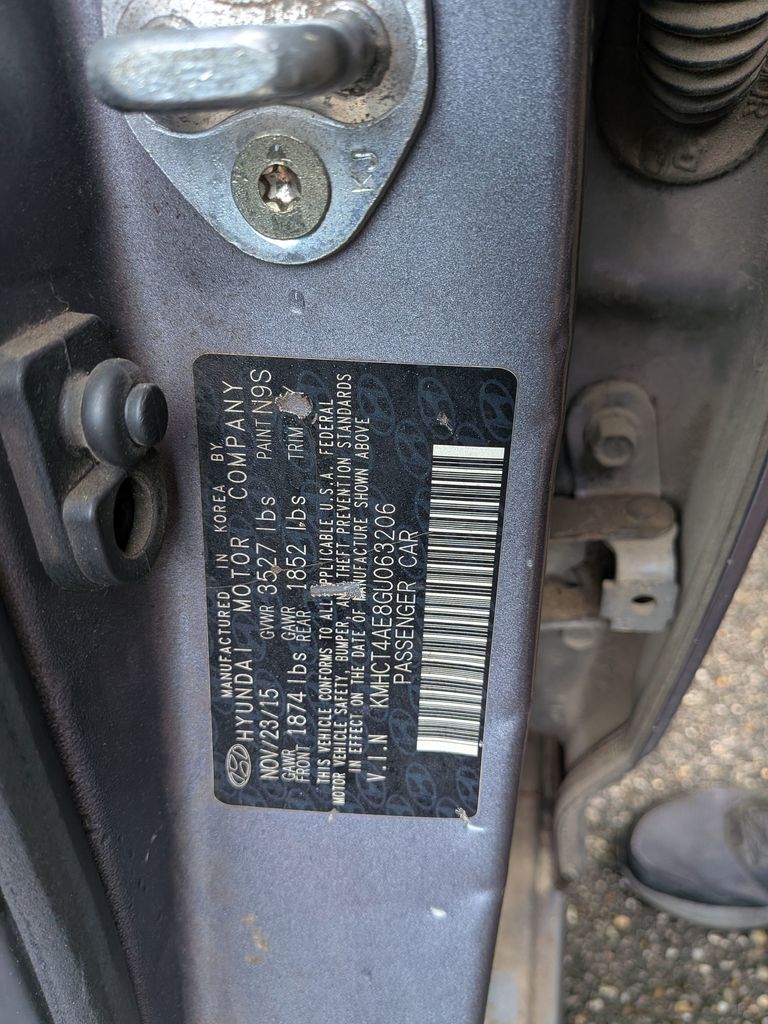 MANUFACTURED IN KOREA BY
HYUNDAI MOTOR COMPANY
NOV/23/15 GVWR 3527 lbs PAINT N9S
GAWR FRONT 1874 lbs GAWR REAR 1852 lbs TRIM
THIS VEHICLE CONFORMS TO ALL APPLICABLE U.S.A. FEDERAL
MOTOR VEHICLE SAFETY, BUMPER, AND THEFT PREVENTION STANDARDS
IN EFFECT ON THE DATE OF MANUFACTURE SHOWN ABOVE
V.I.N KMHCT4AE8GU063206
PASSENGER CAR
KJ